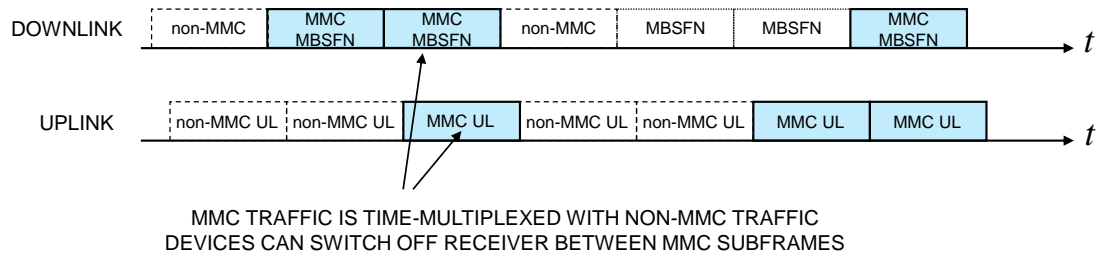 DOWNLINK
non-MMC
MMC
MBSFN
MMC
MBSFN
non-MMC
MBSFN
MBSFN
MMC
MBSFN
t
UPLINK
non-MMC UL
non-MMC UL
MMC UL
non-MMC UL
non-MMC UL
MMC UL
MMC UL
t
MMC TRAFFIC IS TIME-MULTIPLEXED WITH NON-MMC TRAFFIC
DEVICES CAN SWITCH OFF RECEIVER BETWEEN MMC SUBFRAMES